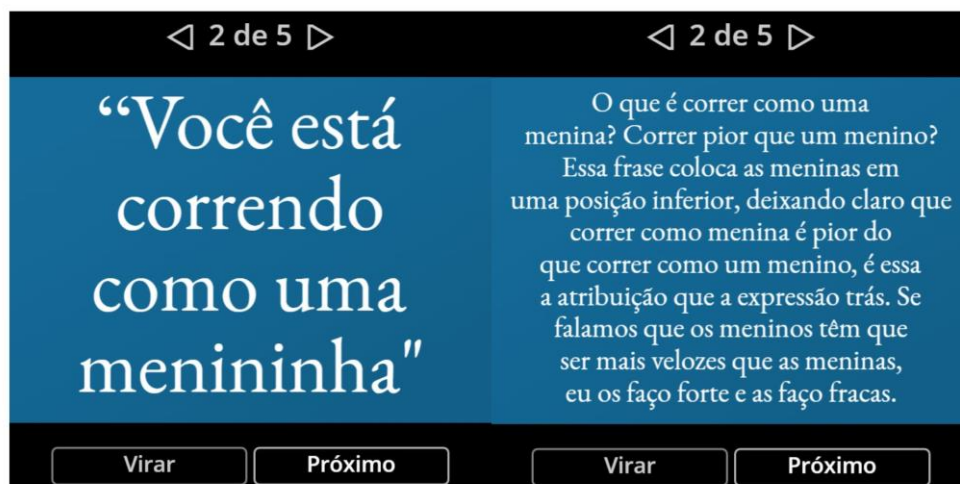 2 de 5
“Você está
correndo
como uma
menininha"
Virar
Próximo
2 de 5
O que é correr como uma
menina? Correr pior que um menino?
Essa frase coloca as meninas em
uma posição inferior, deixando claro que
correr como menina é pior do
que correr como um menino, é essa
a atribuição que a expressão trás. Se
falamos que os meninos têm que
ser mais velozes que as meninas,
eu os faço forte e as faço fracas.
Virar
Próximo